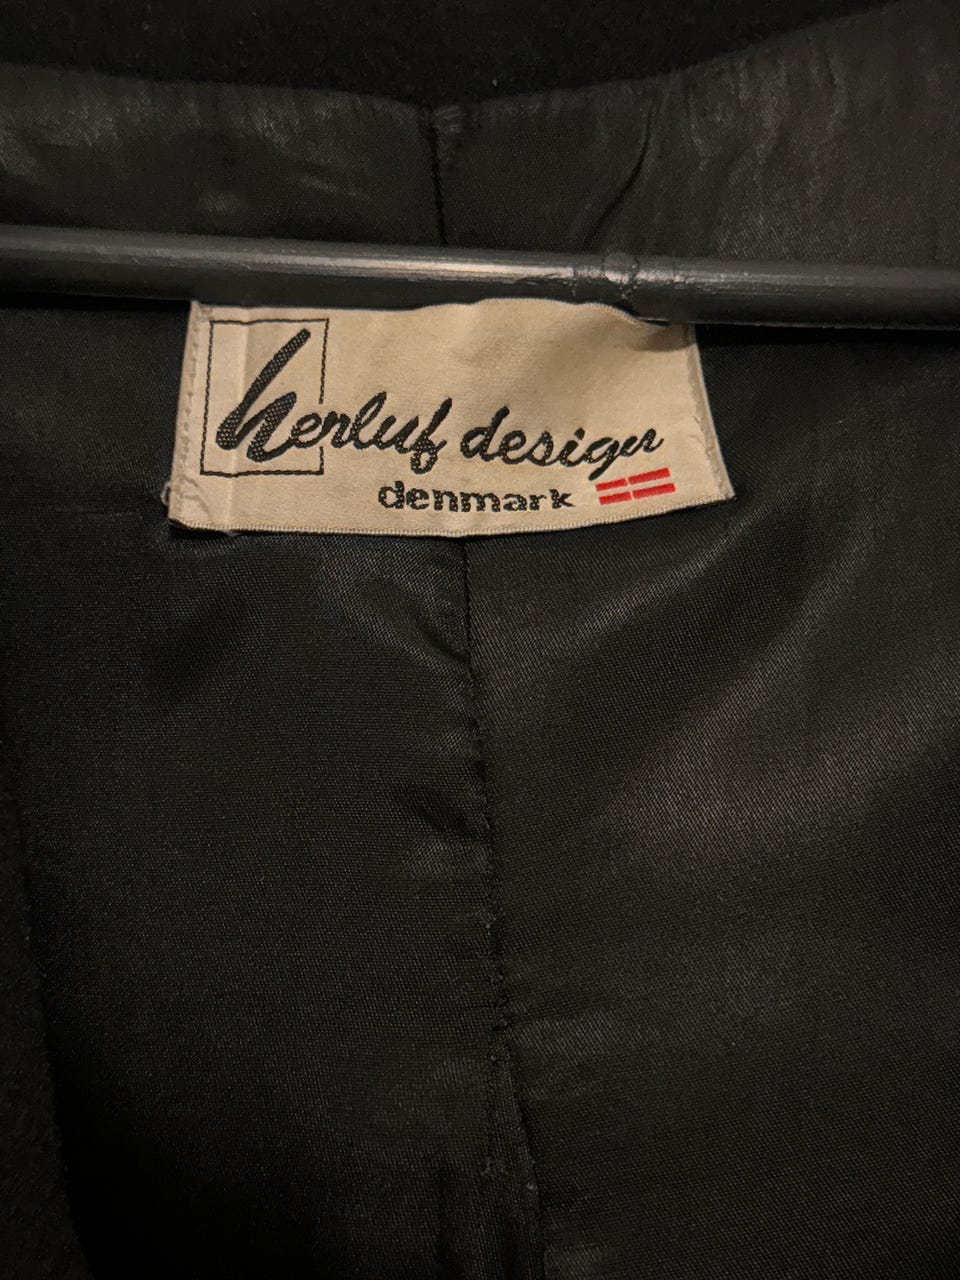 herluf design
denmark